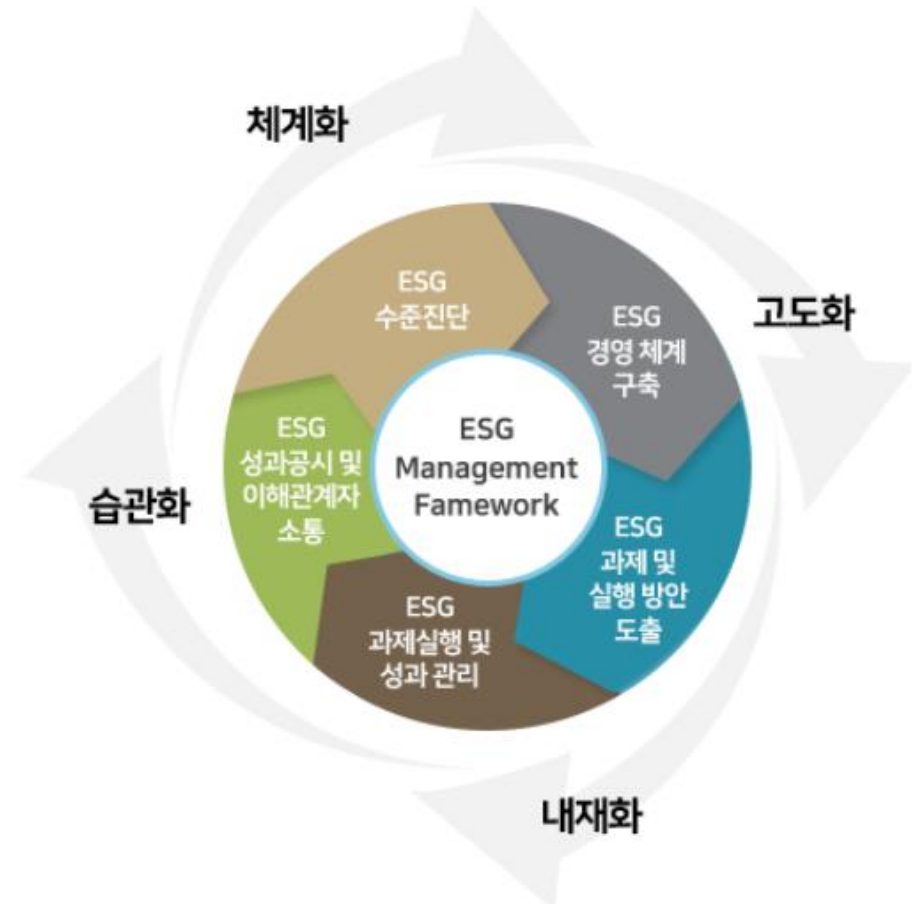 체계화
고도화
내재화
습관화
ESG
수준진단
ESG
경영 체계
구축
ESG
과제 및
실행 방안
도출
ESG
과제실행 및
성과 관리
ESG
성과공시 및
이해관계자
소통
ESG
Management
Famework